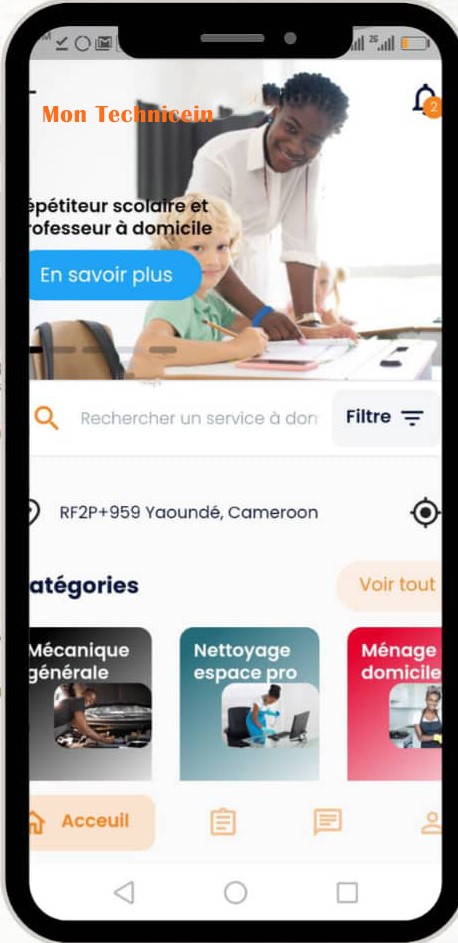 2G
2
Mon Technicein
épétiteur scolaire et
rofesseur à domicile
En savoir plus
Rechercher un service à don
Filtre
RF2P+959 Yaoundé, Cameroon
atégories
Voir tout
Mécanique
générale
Nettoyage
espace pro
Ménage
domicile
Acceuil